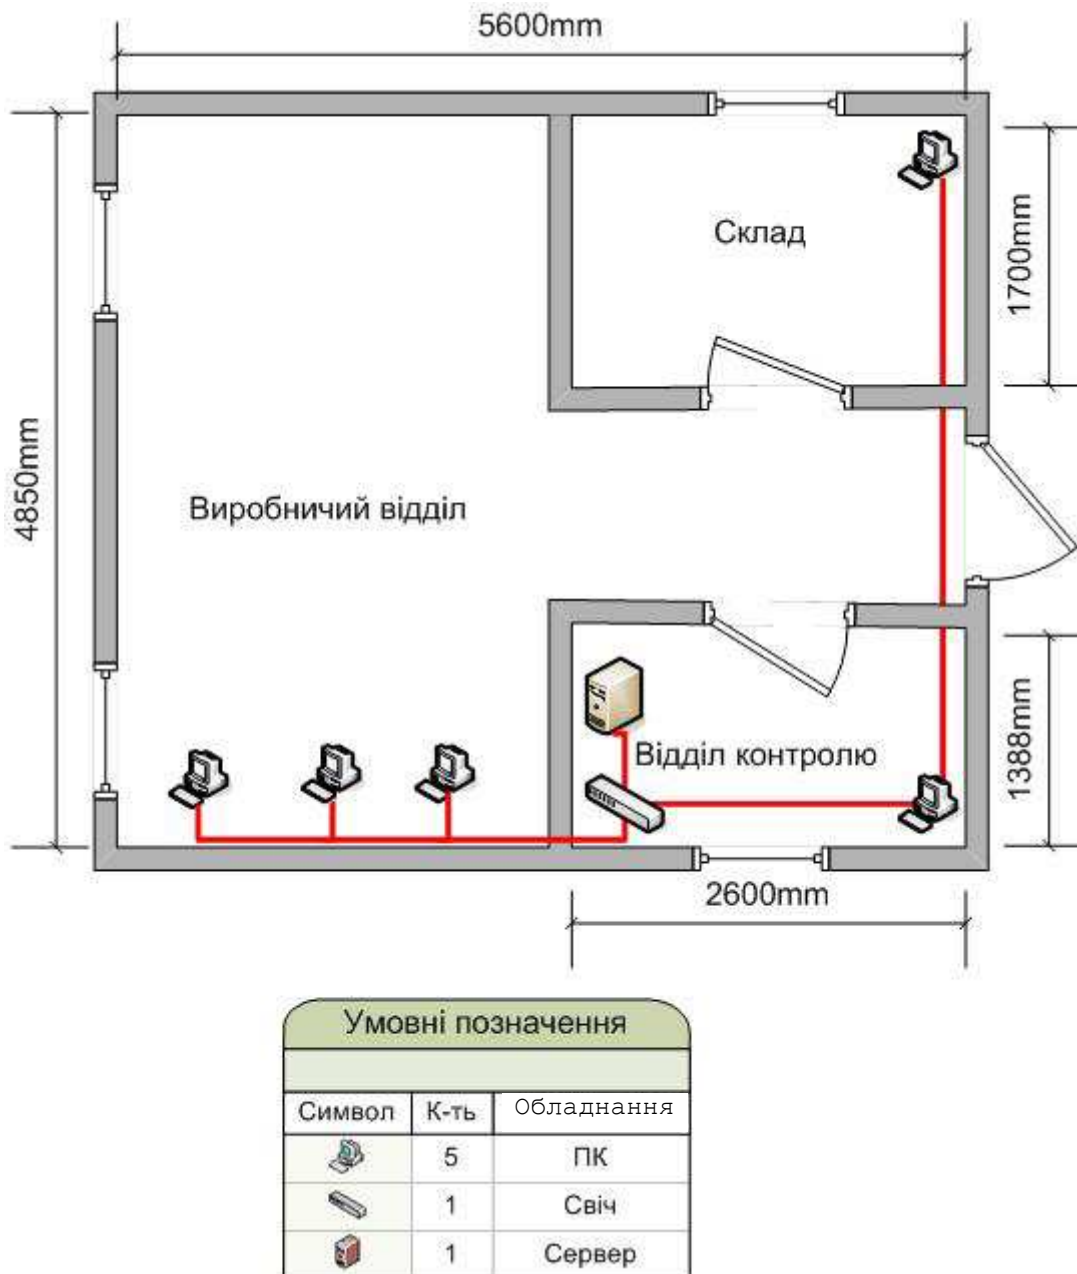 5600mm
Склад
1700mm
4850mm
Виробничий відділ
Відділ контролю
1388mm
2600mm
Умовні позначення
Символ К-ть Обладнання
5 ПК
1 Свіч
1 Сервер